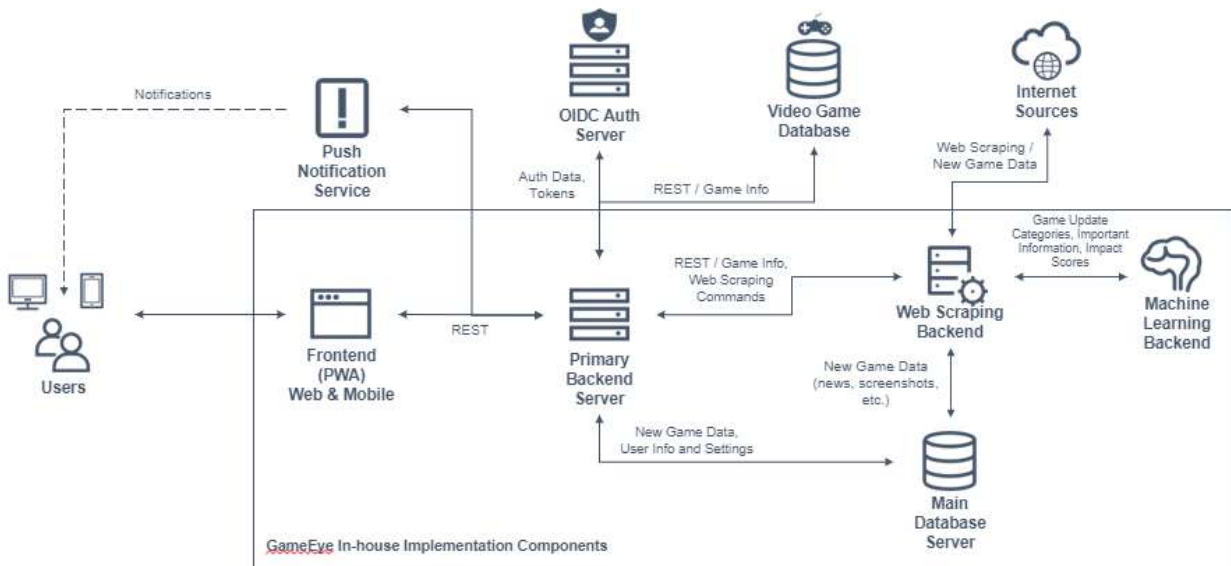 Notifications
Push
Notification
Service
OIDC Auth
Server
Video Game
Database
Internet
Sources
Auth Data,
Tokens
REST / Game Info
Web Scraping /
New Game Data
Game Update
Categories, Important
Information, Impact
Scores
REST / Game Info,
Web Scraping
Commands
Users
Frontend
(PWA)
Web & Mobile
REST
Primary
Backend
Server
Web Scraping
Backend
Machine
Learning
Backend
New Game Data
(news, screenshots,
etc.)
New Game Data,
User Info and Settings
Main
Database
Server
GameEye In-house Implementation Components